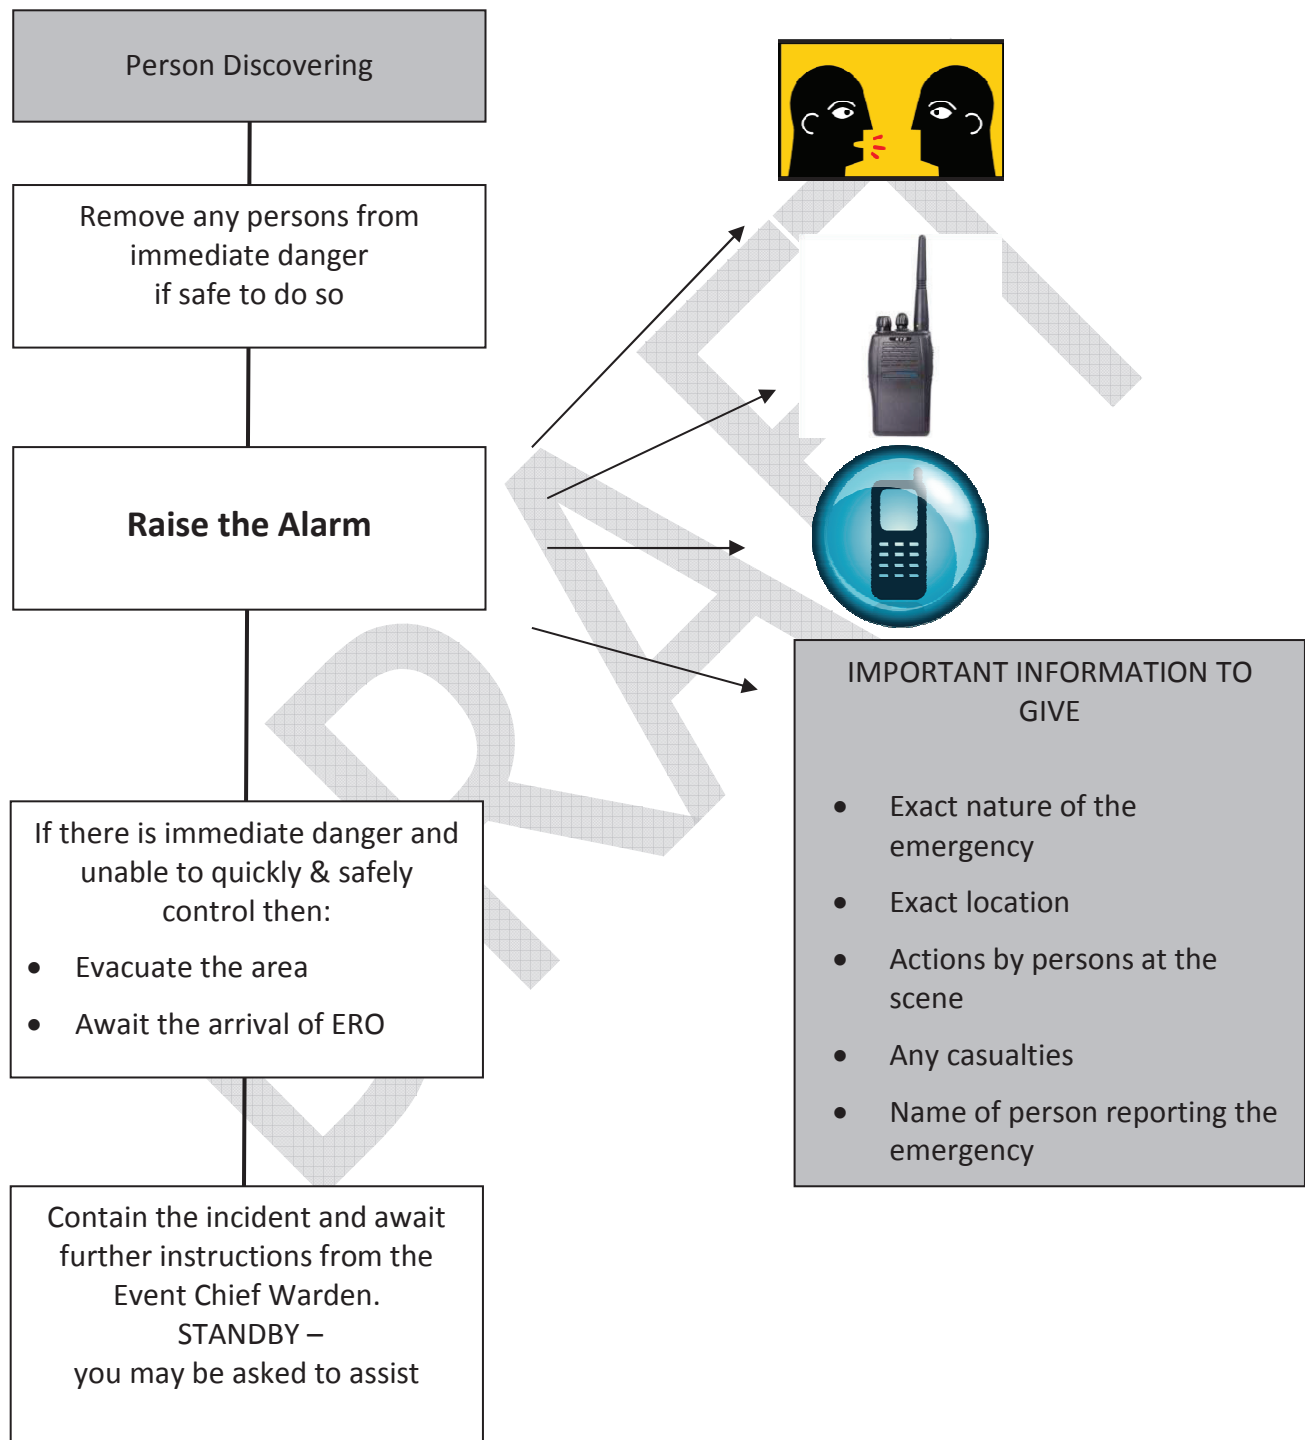 Person Discovering
Remove any persons from
immediate danger
if safe to do so
Raise the Alarm
If there is immediate danger and
unable to quickly & safely
control then:
• Evacuate the area
• Await the arrival of ERO
Contain the incident and await
further instructions from the
Event Chief Warden.
STANDBY –
you may be asked to assist
IMPORTANT INFORMATION TO
GIVE
• Exact nature of the
emergency
• Exact location
• Actions by persons at the
scene
• Any casualties
• Name of person reporting the
emergency
DRAFT